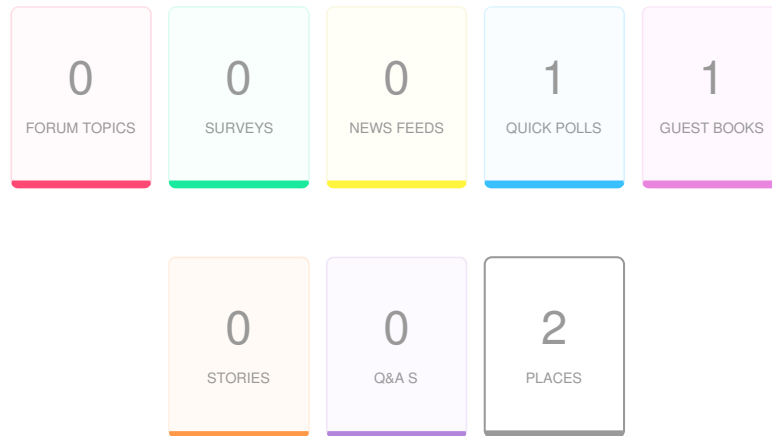 0 0 0 1 1
FORUM TOPICS SURVEYS NEWS FEEDS QUICK POLLS GUEST BOOKS
0 0 2
STORIES Q&A S PLACES